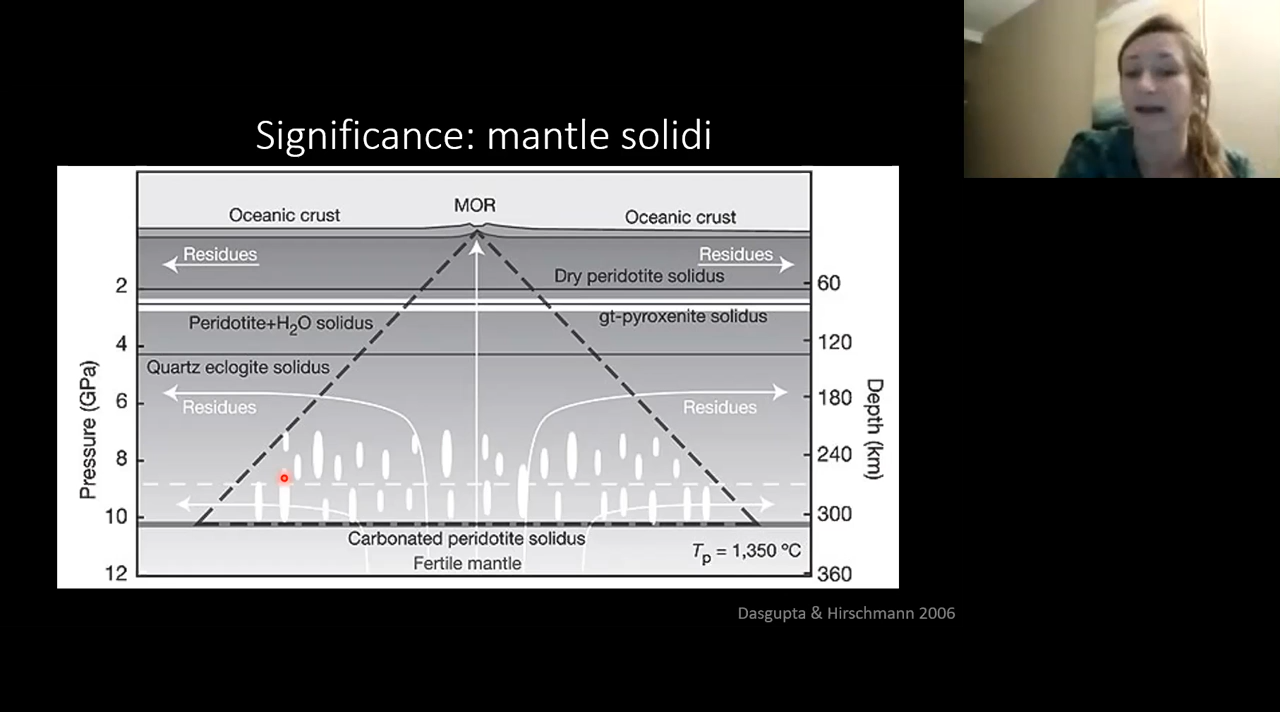 Significance: mantle solidi
MOR
Oceanic crust
Oceanic crust
Residues
Residues
Dry peridotite solidus
2
60
Peridotite+H2O solidus
gt-pyroxenite solidus
4
120
Quartz eclogite solidus
6
180
Residues
Residues
8
240
10
300
Carbonated peridotite solidus
Tp = 1,350 ºC
Fertile mantle
12
360
Pressure (GPa)
Depth (km)
Dasgupta & Hirschmann 2006